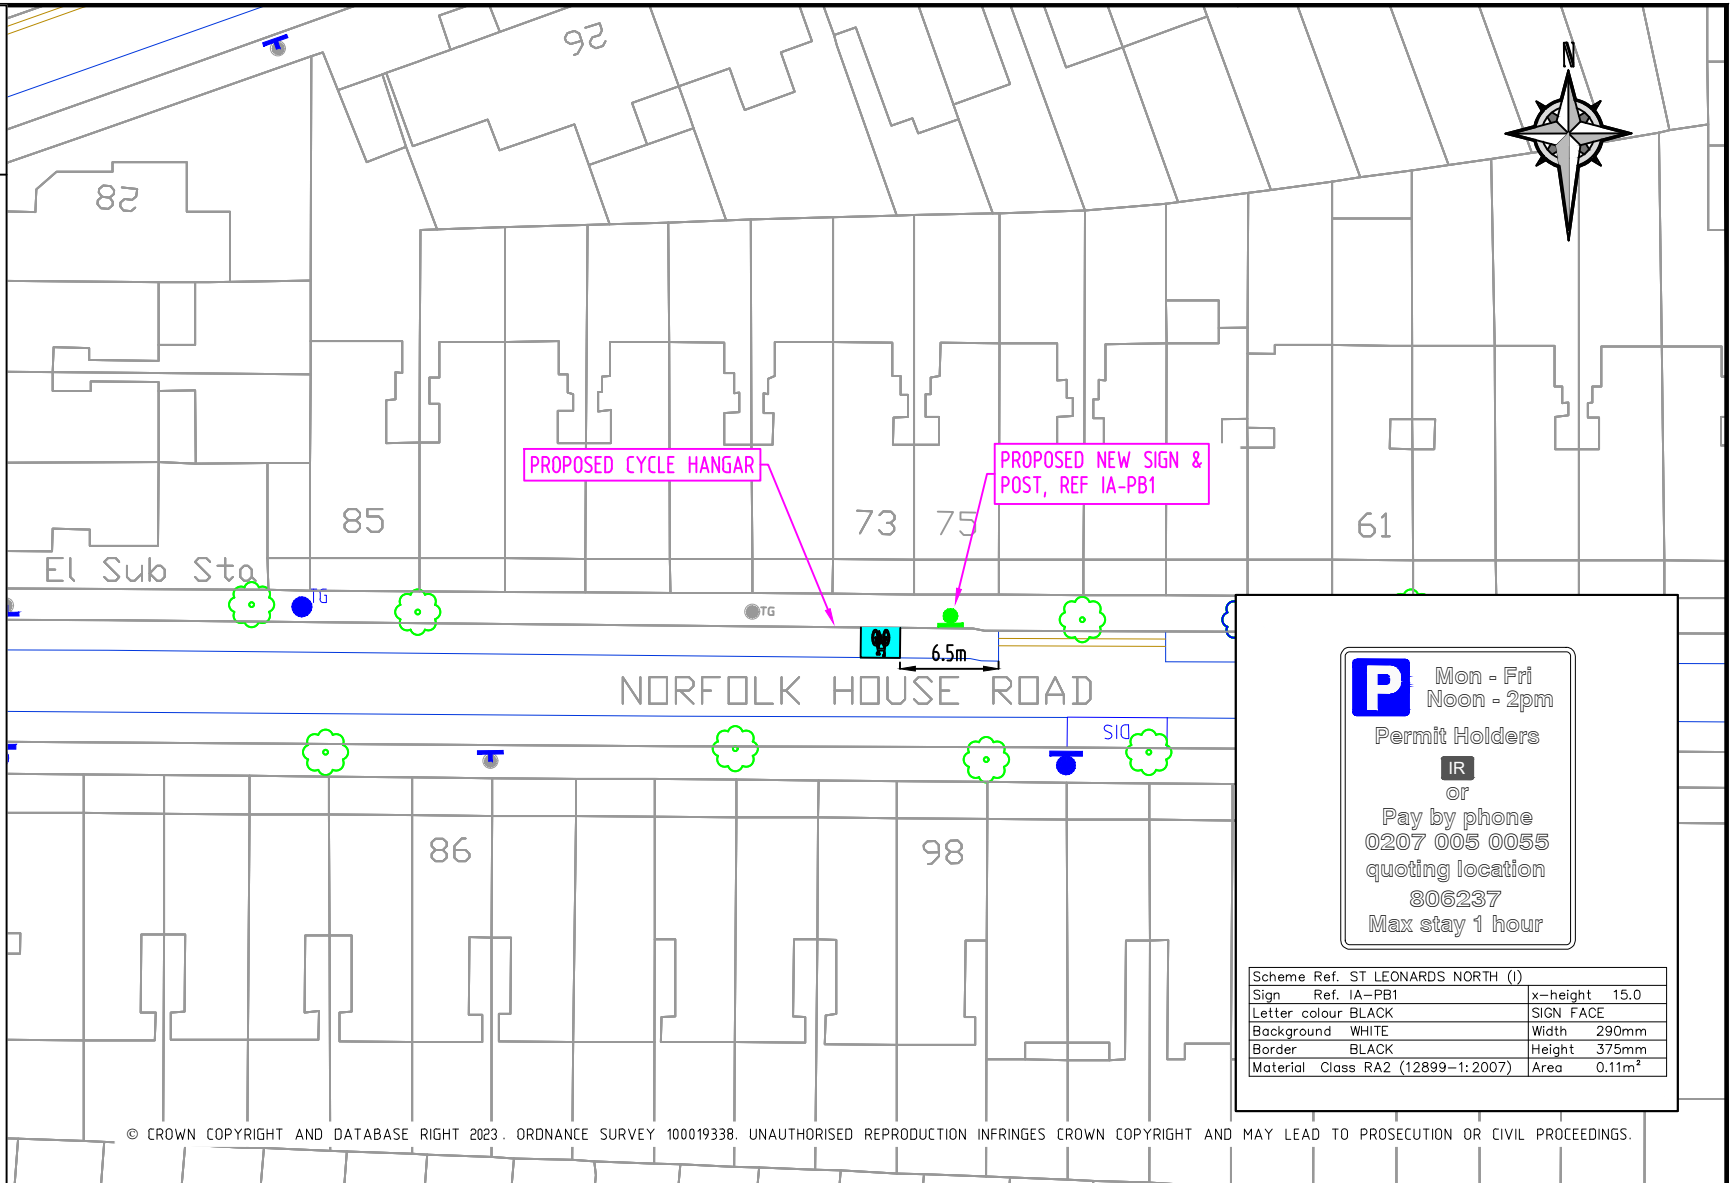 N
26
82
PROPOSED CYCLE HANGAR
PROPOSED NEW SIGN &
POST, REF IA-PB1
85
73
75
61
El Sub Sta
TG
TG
6.5m
NORFOLK HOUSE ROAD
DIS
86
98
P
Mon - Fri
Noon - 2pm
Permit Holders
IR
or
Pay by phone
0207 005 0055
quoting location
806237
Max stay 1 hour
Scheme Ref. ST LEONARDS NORTH (I)
Sign Ref. IA-PB1 x-height 15.0
Letter colour BLACK SIGN FACE
Background WHITE Width 290mm
Border BLACK Height 375mm
Material Class RA2 (12899-1:2007) Area 0.11m²
© CROWN COPYRIGHT AND DATABASE RIGHT 2023. ORDNANCE SURVEY 100019338. UNAUTHORISED REPRODUCTION INFRINGES CROWN COPYRIGHT AND MAY LEAD TO PROSECUTION OR CIVIL PROCEEDINGS.